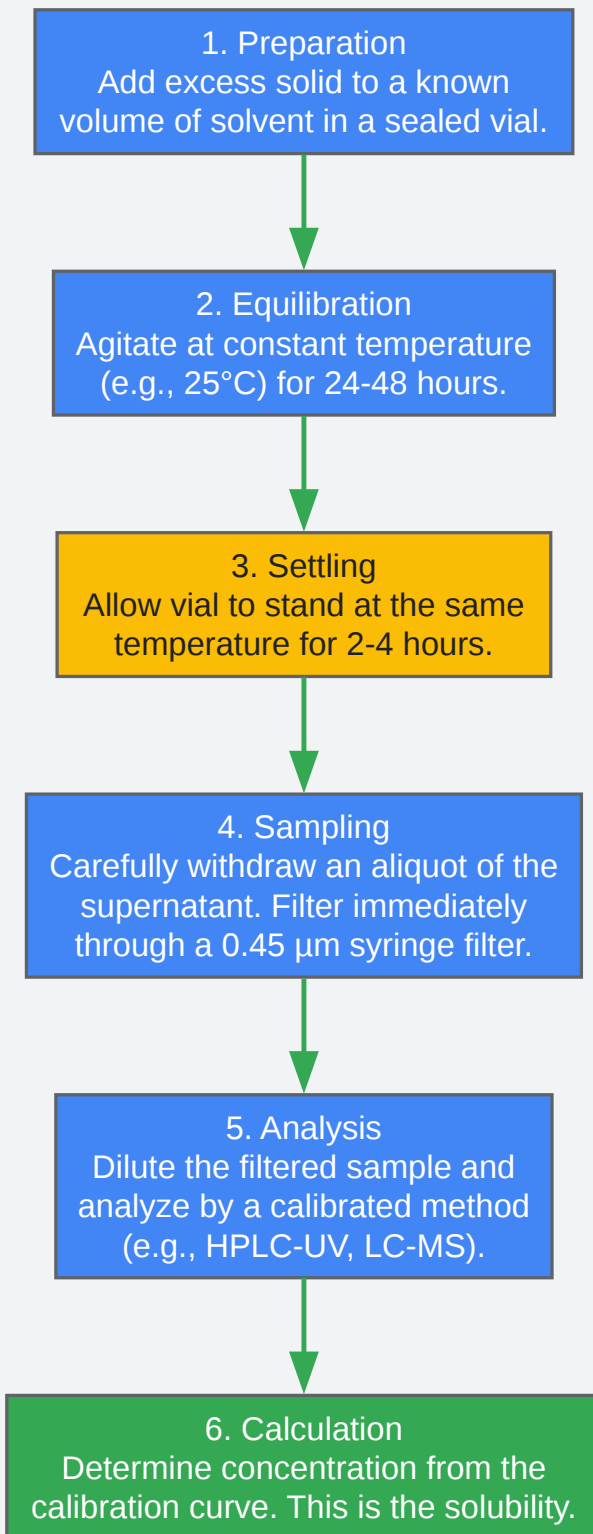 1. Preparation
Add excess solid to a known
volume of solvent in a sealed vial.
2. Equilibration
Agitate at constant temperature
(e.g., 25°C) for 24-48 hours.
3. Settling
Allow vial to stand at the same
temperature for 2-4 hours.
4. Sampling
Carefully withdraw an aliquot of the
supernatant. Filter immediately
through a 0.45 µm syringe filter.
5. Analysis
Dilute the filtered sample and
analyze by a calibrated method
(e.g., HPLC-UV, LC-MS).
6. Calculation
Determine concentration from the
calibration curve. This is the solubility.